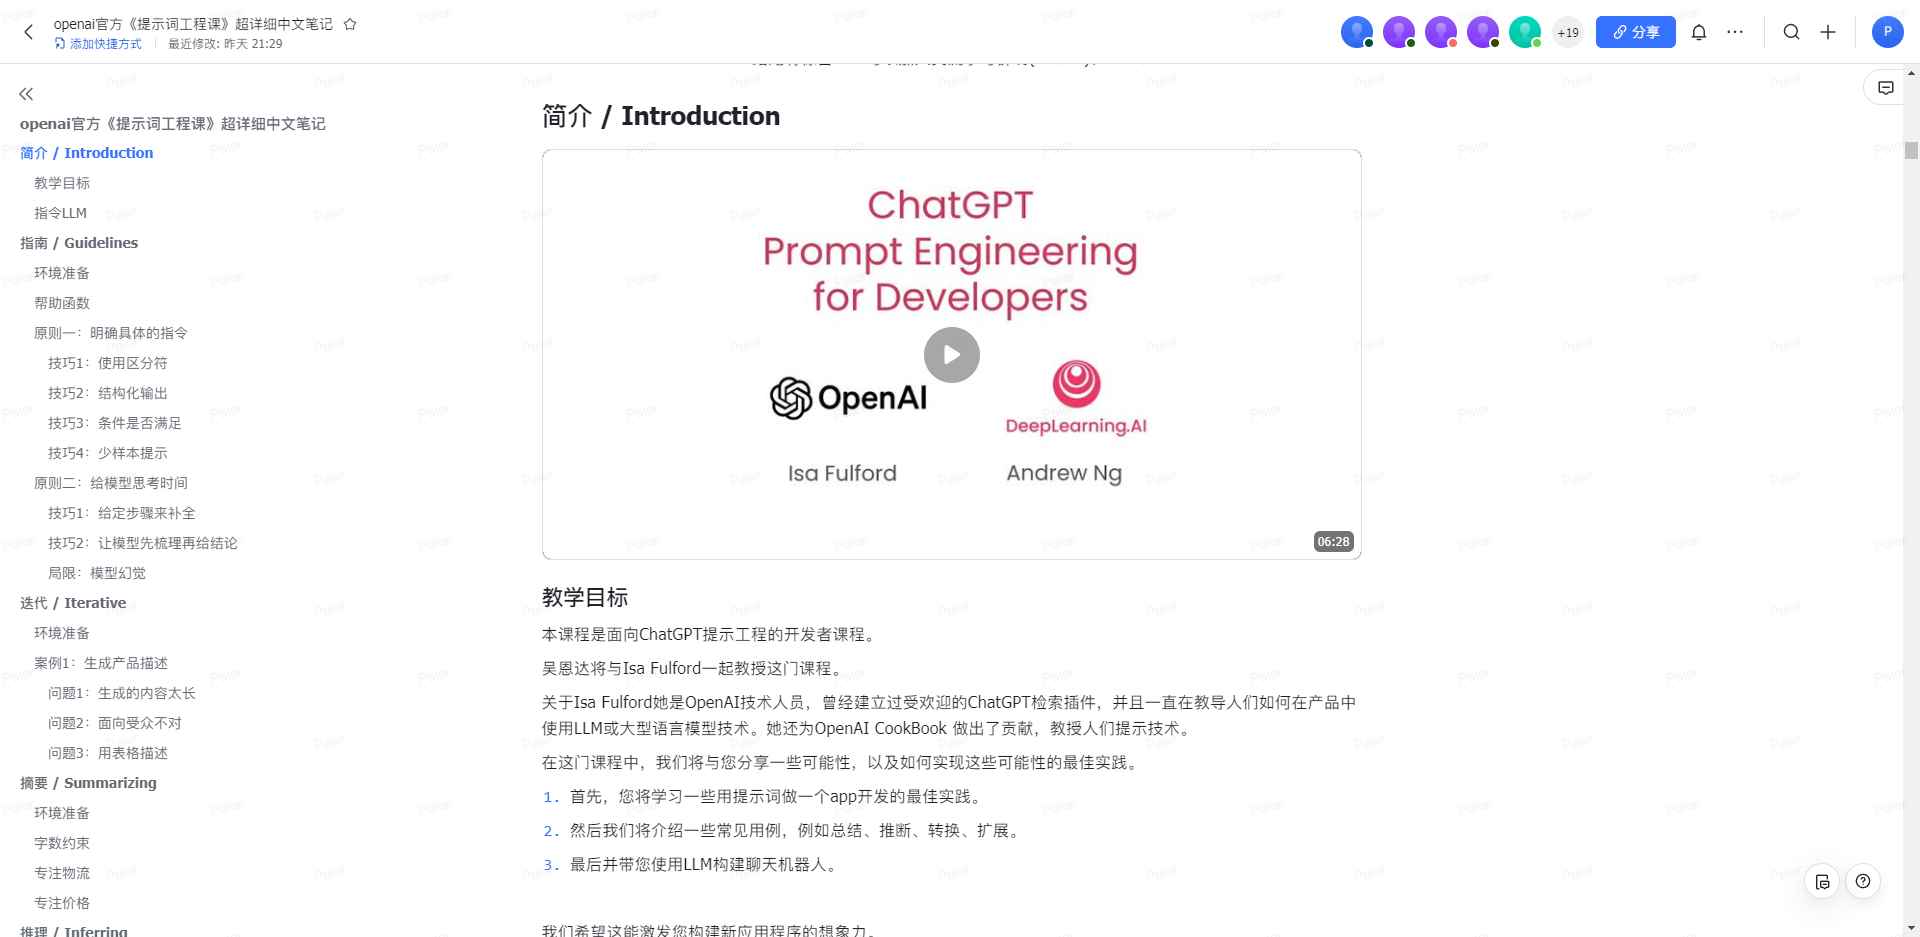 openai官方《提示词工程课》超详细中文笔记
添加快捷方式
最近修改: 昨天 21:29
+19
分享
P
openai官方《提示词工程课》超详细中文笔记
简介 / Introduction
教学目标
指令LLM
指南 / Guidelines
环境准备
帮助函数
原则一：明确具体的指令
技巧1：使用区分符
技巧2：结构化输出
技巧3：条件是否满足
技巧4：少样本提示
原则二：给模型思考时间
技巧1：给定步骤来补全
技巧2：让模型先梳理再给结论
局限：模型幻觉
迭代 / Iterative
环境准备
案例1：生成产品描述
问题1：生成的内容太长
问题2：面向受众不对
问题3：用表格描述
摘要 / Summarizing
环境准备
字数约束
专注物流
专注价格
推理 / Inferring
简介 / Introduction
ChatGPT
Prompt Engineering
for Developers
OpenAI
DeepLearning.AI
Isa Fulford
Andrew Ng
06:28
教学目标
本课程是面向ChatGPT提示工程的开发者课程。
吴恩达将与Isa Fulford一起教授这门课程。
关于Isa Fulford她是OpenAI技术人员，曾经建立过受欢迎的ChatGPT检索插件，并且一直在教导人们如何在产品中
使用LLM或大型语言模型技术。她还为OpenAI CookBook 做出了贡献，教授人们提示技术。
在这门课程中，我们将与您分享一些可能性，以及如何实现这些可能性的最佳实践。
1. 首先，您将学习一些用提示词做一个app开发的最佳实践。
2. 然后我们将介绍一些常见用例，例如总结、推断、转换、扩展。
3. 最后并带您使用LLM构建聊天机器人。
我们希望这能激发您构建新应用程序的想象力。